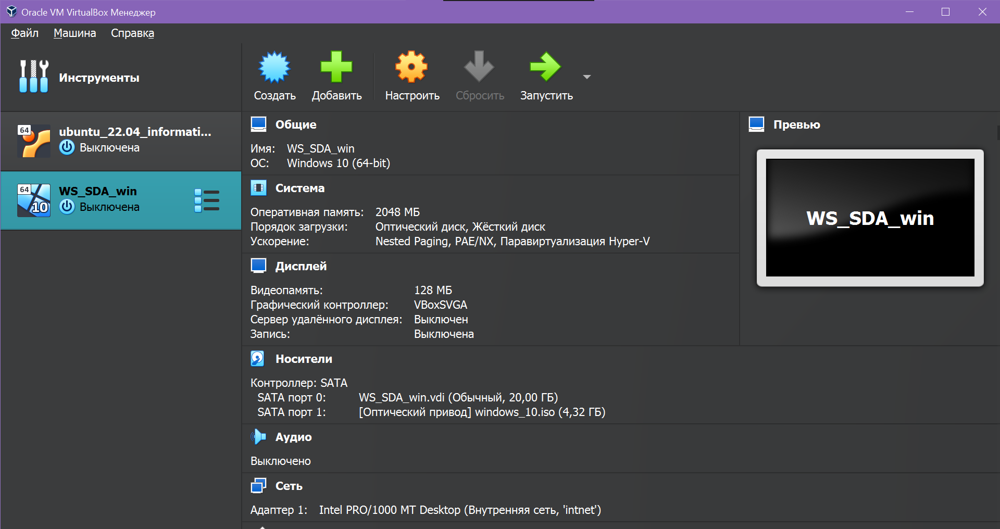 Oracle VM VirtualBox Менеджер
Файл Машина Справка
Инструменты
Создать Добавить Настроить Сбросить Запустить
64
ubuntu_22.04_informati...
Выключена
64
10
WS_SDA_win
Выключена
Общие
Имя: WS_SDA_win
ОС: Windows 10 (64-bit)
Система
Оперативная память: 2048 МБ
Порядок загрузки: Оптический диск, Жёсткий диск
Ускорение: Nested Paging, PAE/NX, Паравиртуализация Hyper-V
Дисплей
Видеопамять: 128 МБ
Графический контроллер: VBoxSVGA
Сервер удалённого дисплея: Выключен
Запись: Выключена
Превью
WS_SDA_win
Носители
Контроллер: SATA
SATA порт 0: WS_SDA_win.vdi (Обычный, 20,00 ГБ)
SATA порт 1: [Оптический привод] windows_10.iso (4,32 ГБ)
Аудио
Выключено
Сеть
Адаптер 1: Intel PRO/1000 MT Desktop (Внутренняя сеть, 'intnet')